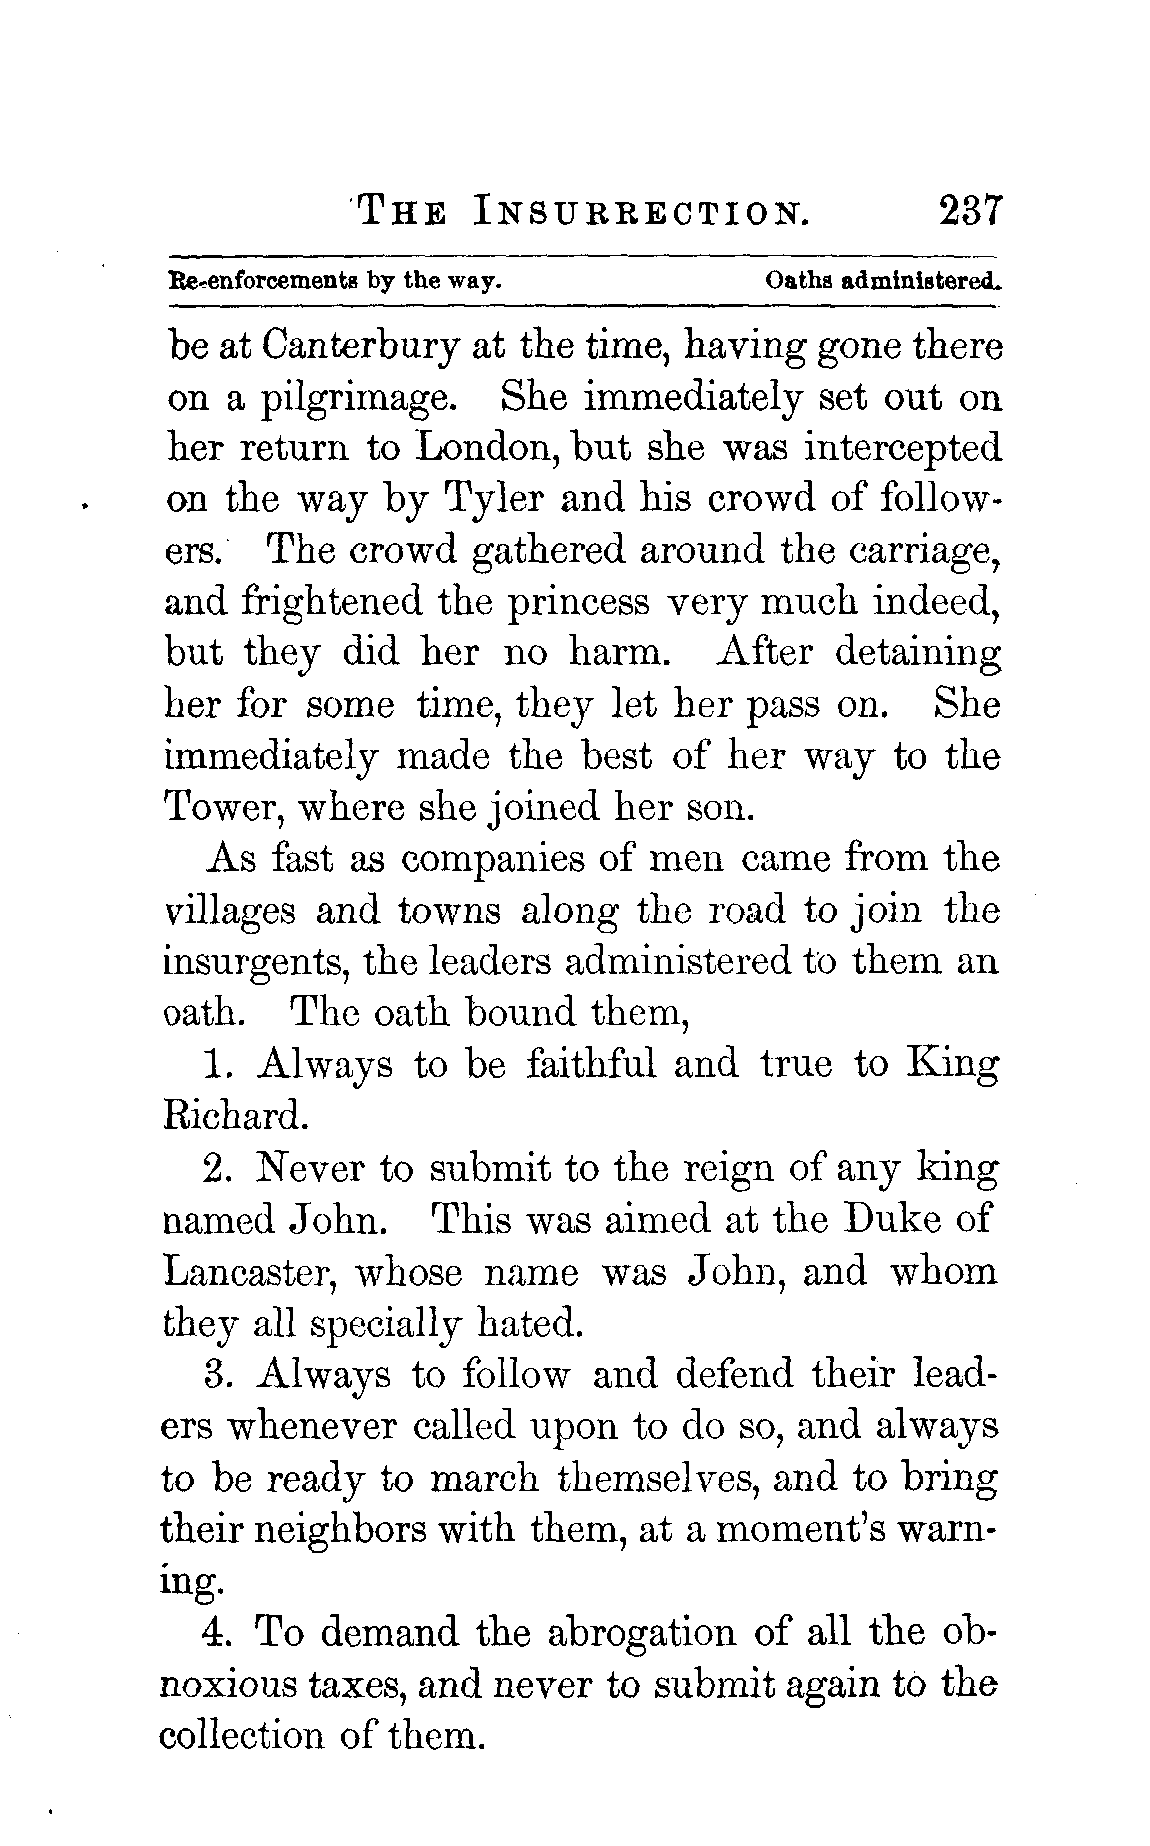 THE INSURRECTION. 237
Re-enforcements by the way. Oaths administered.
be at Canterbury at the time, having gone there
on a pilgrimage. She immediately set out on
her return to London, but she was intercepted
on the way by Tyler and his crowd of follow-
ers. The crowd gathered around the carriage,
and frightened the princess very much indeed,
but they did her no harm. After detaining
her for some time, they let her pass on. She
immediately made the best of her way to the
Tower, where she joined her son.
As fast as companies of men came from the
villages and towns along the road to join the
insurgents, the leaders administered to them an
oath. The oath bound them,
1. Always to be faithful and true to King
Richard.
2. Never to submit to the reign of any king
named John. This was aimed at the Duke of
Lancaster, whose name was John, and whom
they all specially hated.
3. Always to follow and defend their lead-
ers whenever called upon to do so, and always
to be ready to march themselves, and to bring
their neighbors with them, at a moment's warn-
ing.
4. To demand the abrogation of all the ob-
noxious taxes, and never to submit again to the
collection of them.